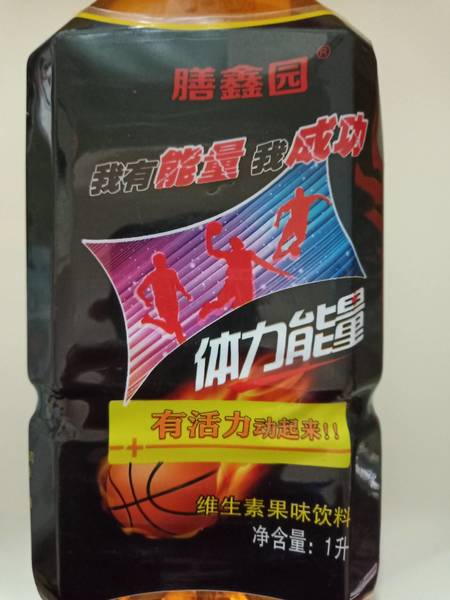 膳鑫园®
我有能量 我成功
体力能量
有活力动起来!!
维生素果味饮料
净含量：1升